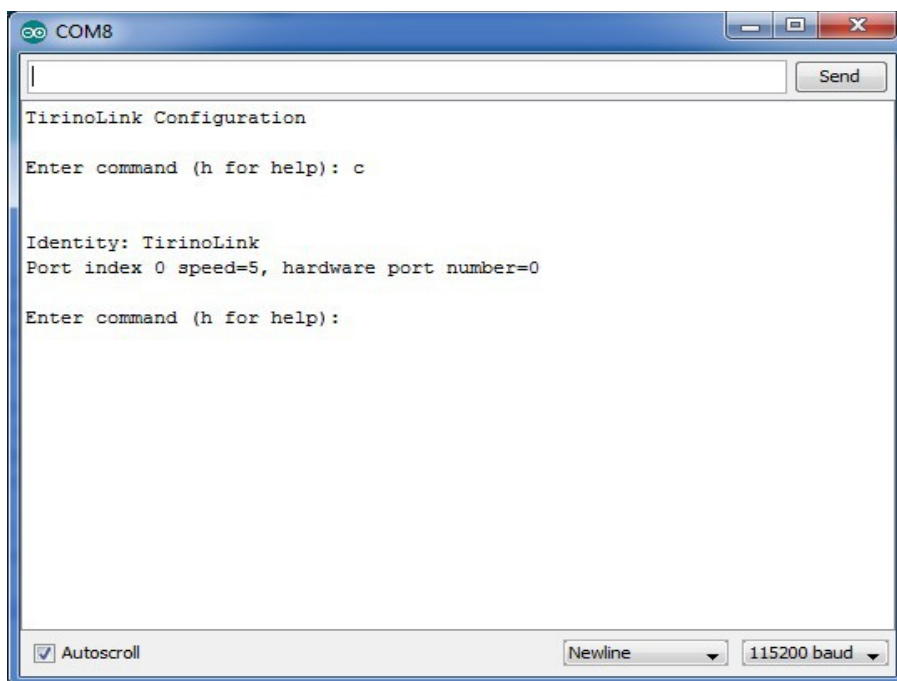 COM8
Send
TirinoLink Configuration
Enter command (h for help): c
Identity: TirinoLink
Port index 0 speed=5, hardware port number=0
Enter command (h for help):
Autoscroll
Newline
115200 baud